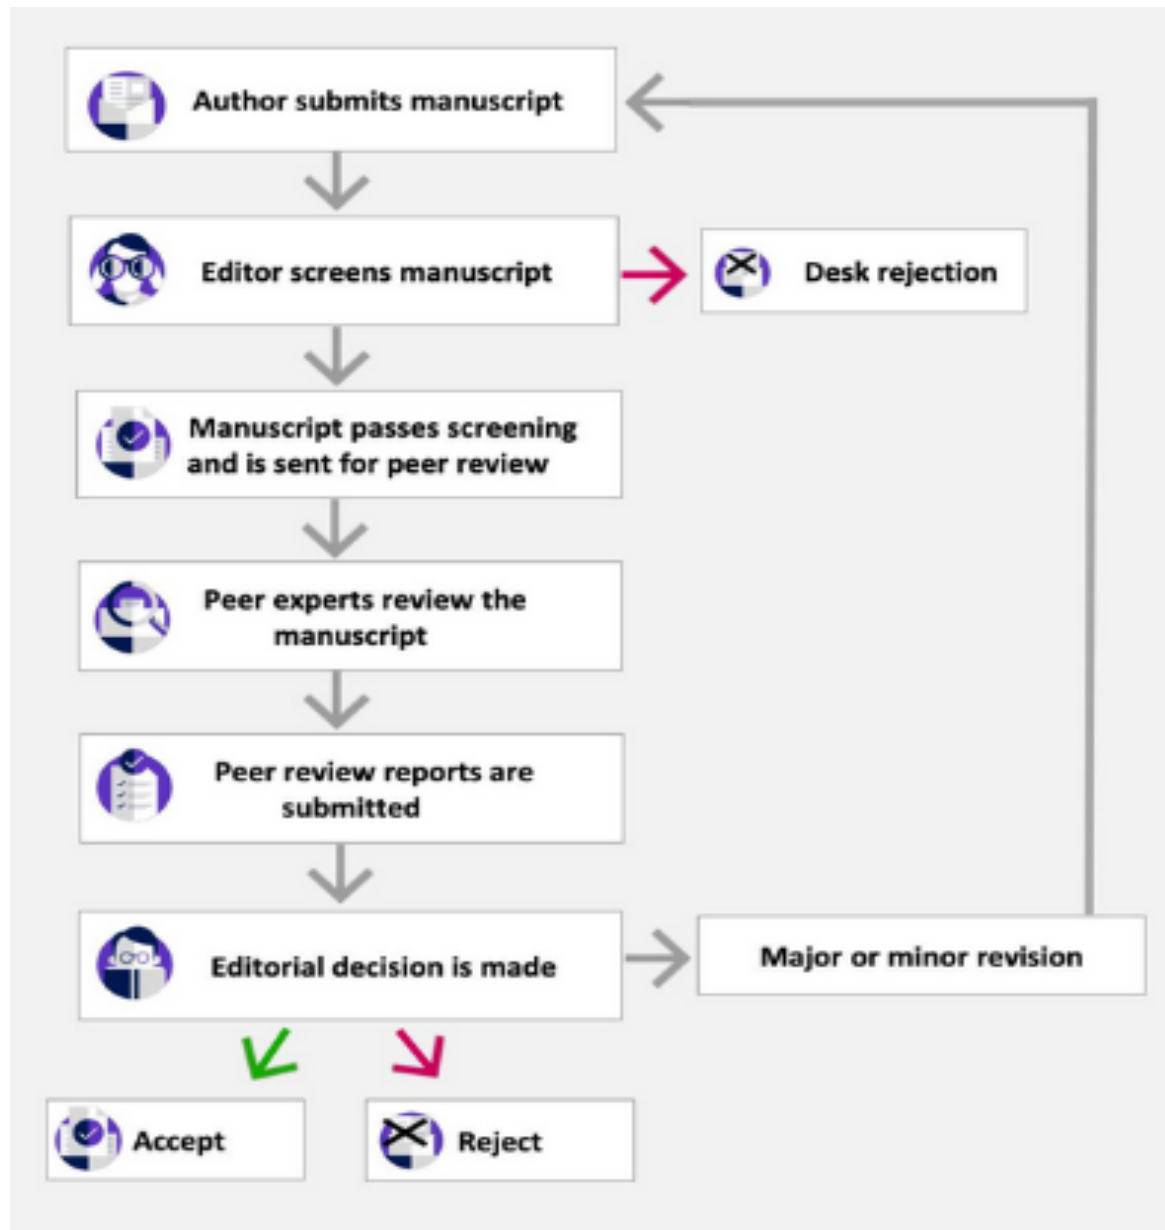 Author submits manuscript
Editor screens manuscript
Desk rejection
Manuscript passes screening
and is sent for peer review
Peer experts review the
manuscript
Peer review reports are
submitted
Editorial decision is made
Major or minor revision
Accept
Reject